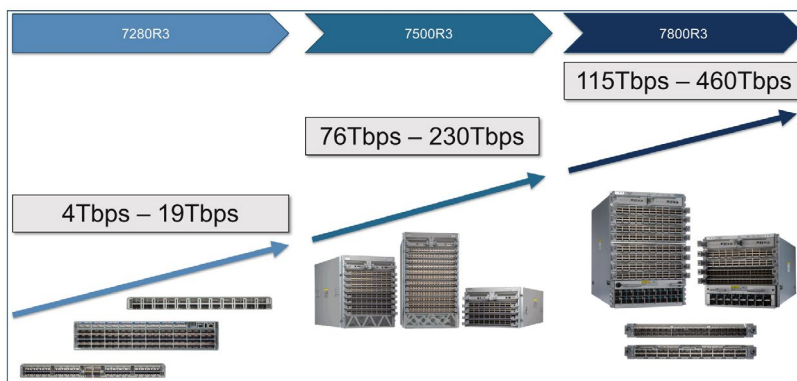 7280R3
7500R3
7800R3
115Tbps – 460Tbps
76Tbps – 230Tbps
4Tbps – 19Tbps